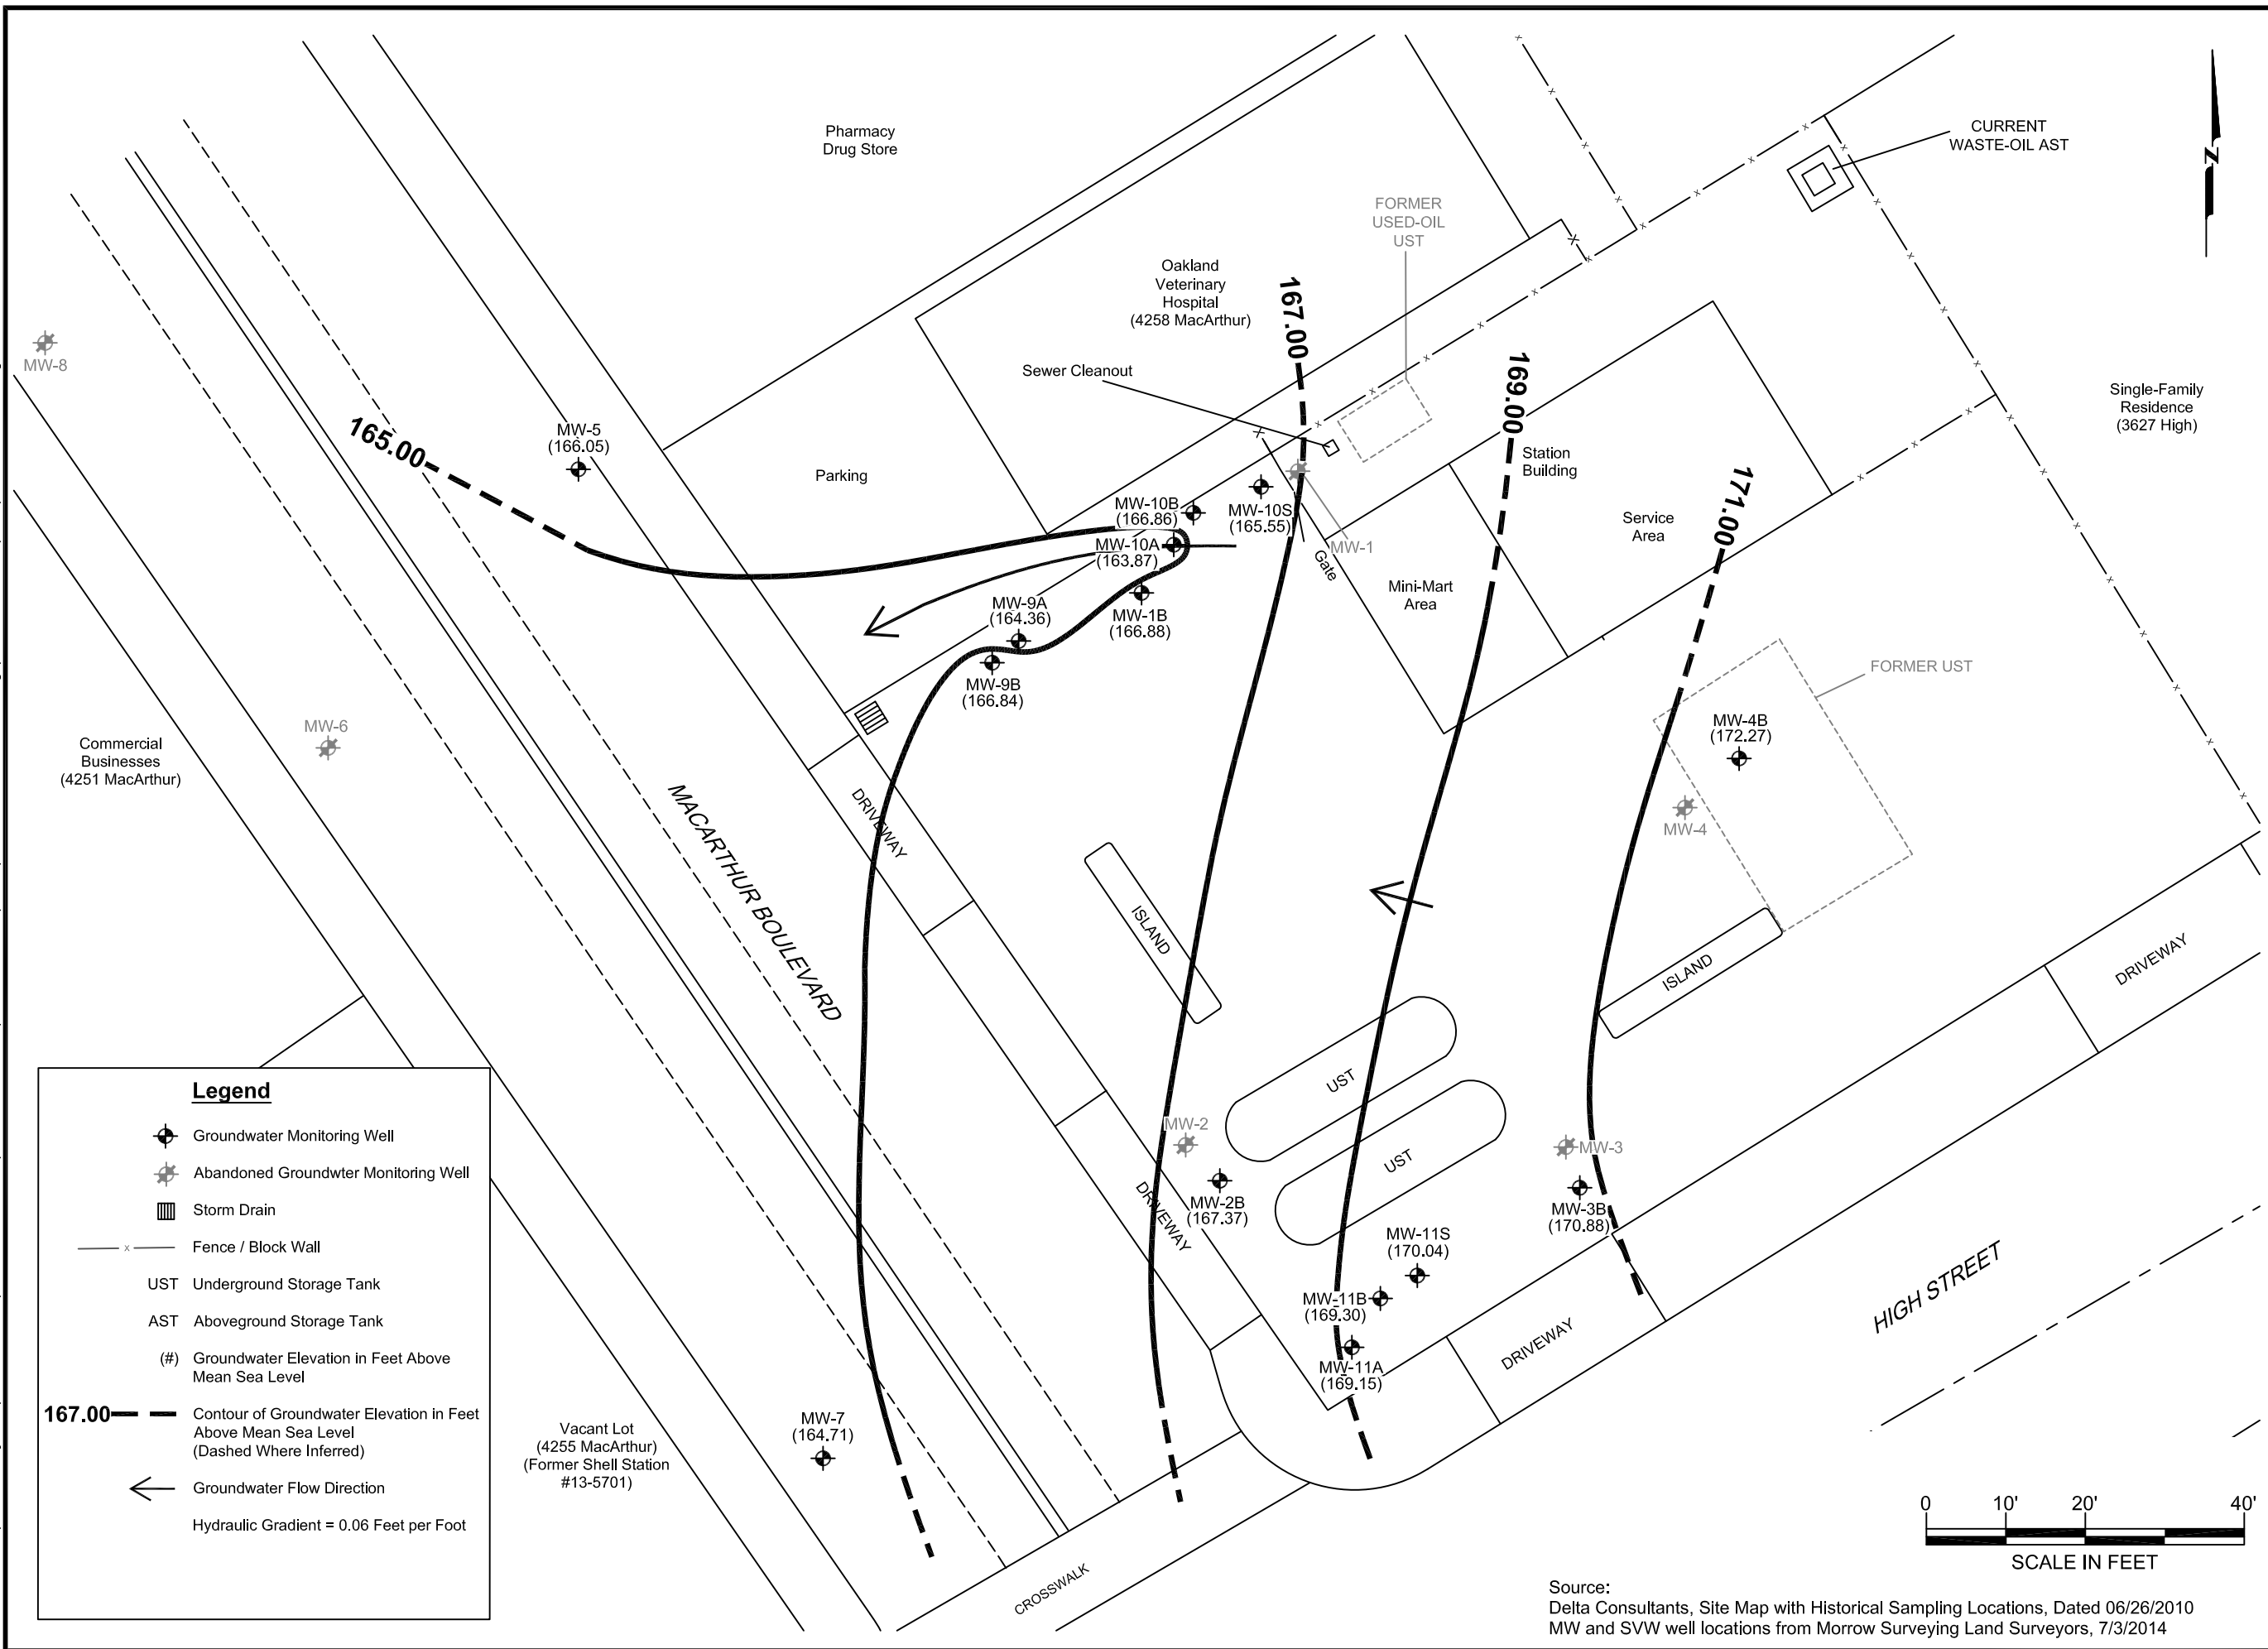 Pharmacy
Drug Store
CURRENT
WASTE-OIL AST
N
FORMER
USED-OIL
UST
Oakland
Veterinary
Hospital
(4258 MacArthur)
167.00
MW-8
Sewer Cleanout
169.00
Single-Family
Residence
(3627 High)
165.00
MW-5
(166.05)
Parking
Station
Building
171.00
MW-10B
(166.86)
MW-10S
(165.55)
Service
Area
MW-10A
(163.87)
MW-1
Gate
Mini-Mart
Area
MW-9A
(164.36)
MW-1B
(166.88)
MW-9B
(166.84)
FORMER UST
MW-6
MW-4B
(172.27)
Commercial
Businesses
(4251 MacArthur)
MACARTHUR BOULEVARD
DRIVEWAY
MW-4
ISLAND
ISLAND
DRIVEWAY
UST
MW-2
UST
MW-3
DRIVEWAY
MW-2B
(167.37)
MW-3B
(170.88)
MW-11S
(170.04)
HIGH STREET
MW-11B
(169.30)
DRIVEWAY
MW-11A
(169.15)
MW-7
(164.71)
Vacant Lot
(4255 MacArthur)
(Former Shell Station
#13-5701)
CROSSWALK
Legend
Groundwater Monitoring Well
Abandoned Groundwter Monitoring Well
Storm Drain
x Fence / Block Wall
UST Underground Storage Tank
AST Aboveground Storage Tank
(#) Groundwater Elevation in Feet Above
Mean Sea Level
167.00 Contour of Groundwater Elevation in Feet
Above Mean Sea Level
(Dashed Where Inferred)
Groundwater Flow Direction
Hydraulic Gradient = 0.06 Feet per Foot
0 10' 20' 40'
SCALE IN FEET
Source:
Delta Consultants, Site Map with Historical Sampling Locations, Dated 06/26/2010
MW and SVW well locations from Morrow Surveying Land Surveyors, 7/3/2014